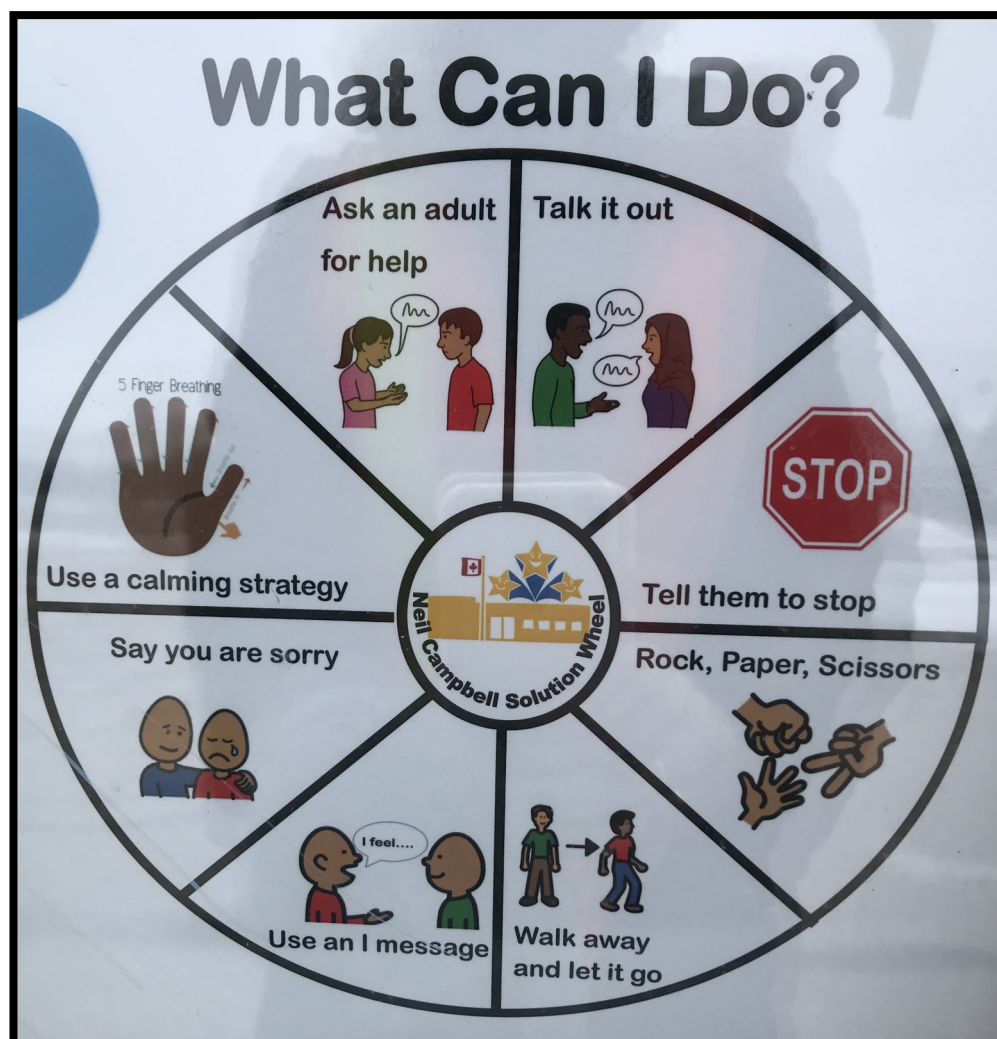 What Can I Do?
Ask an adult
for help
Talk it out
STOP
Tell them to stop
Rock, Paper, Scissors
Walk away
and let it go
I feel....
Use an I message
Say you are sorry
5 Finger Breathing
Use a calming strategy
Neil Campbell Solution Wheel